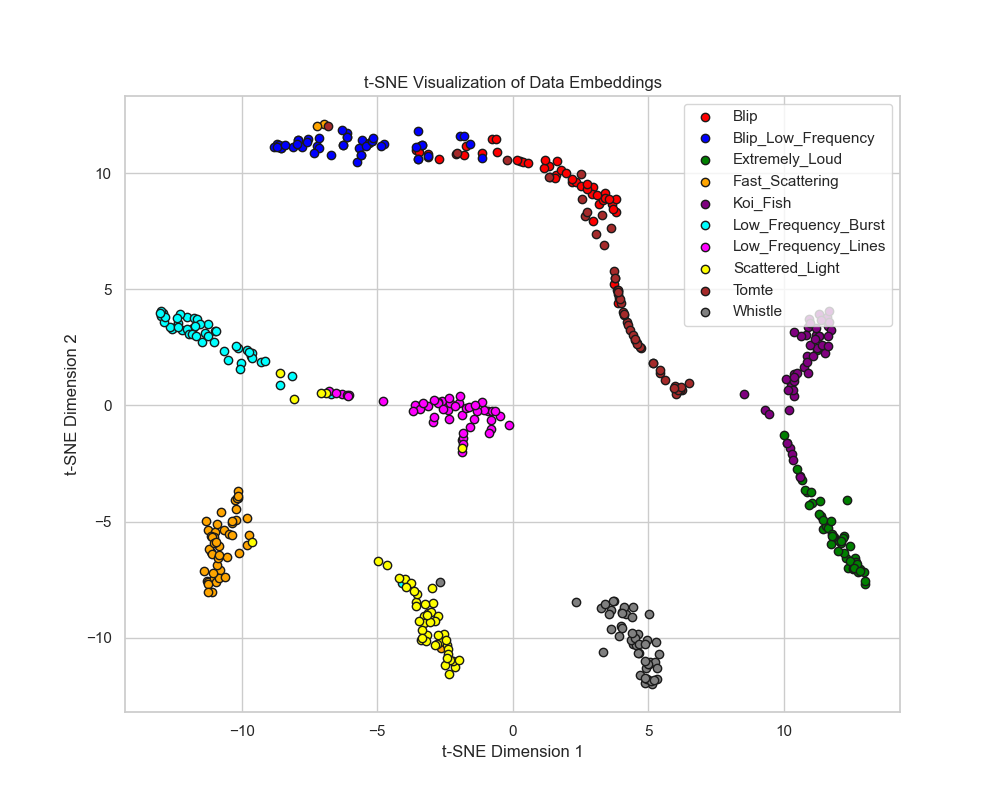 t-SNE Visualization of Data Embeddings
Blip
Blip_Low_Frequency
Extremely_Loud
Fast_Scattering
Koi_Fish
Low_Frequency_Burst
Low_Frequency_Lines
Scattered_Light
Tomte
Whistle
10
5
0
−5
−10
t-SNE Dimension 2
−10
−5
0
5
10
t-SNE Dimension 1